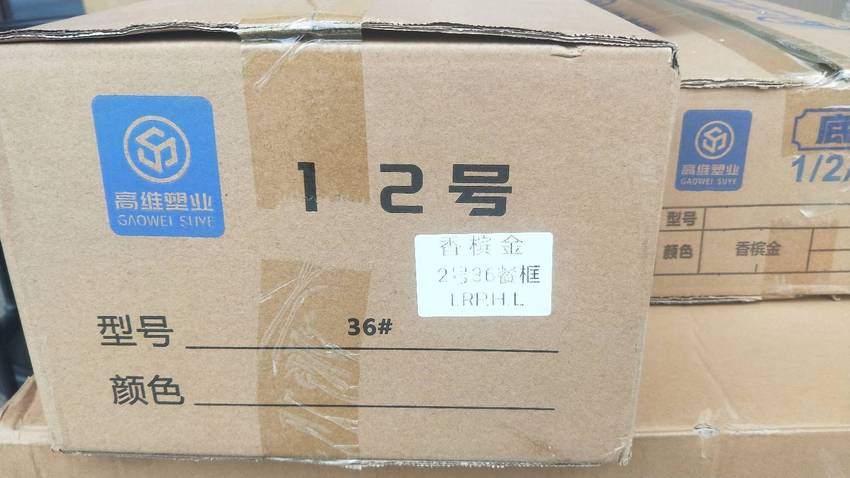 高维塑业
GAOWEI SUYE
1 2号
香槟金
2号36餐框
型号 36#
颜色
高维塑业
GAOWEI SUYE
底
1/2/
型号
颜色 香槟金